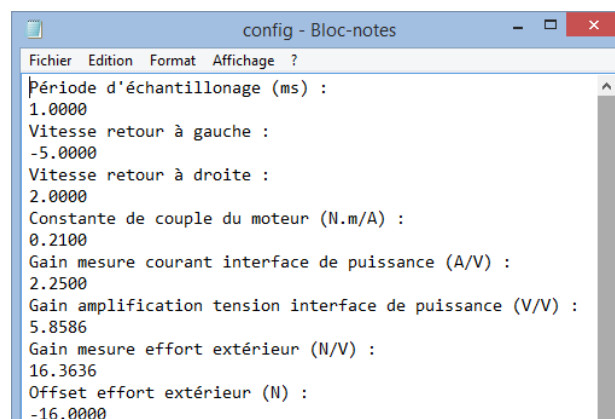 config - Bloc-notes
Fichier Edition Format Affichage ?
Période d'échantillonage (ms) :
1.0000
Vitesse retour à gauche :
-5.0000
Vitesse retour à droite :
2.0000
Constante de couple du moteur (N.m/A) :
0.2100
Gain mesure courant interface de puissance (A/V) :
2.2500
Gain amplification tension interface de puissance (V/V) :
5.8586
Gain mesure effort extérieur (N/V) :
16.3636
Offset effort extérieur (N) :
-16.0000